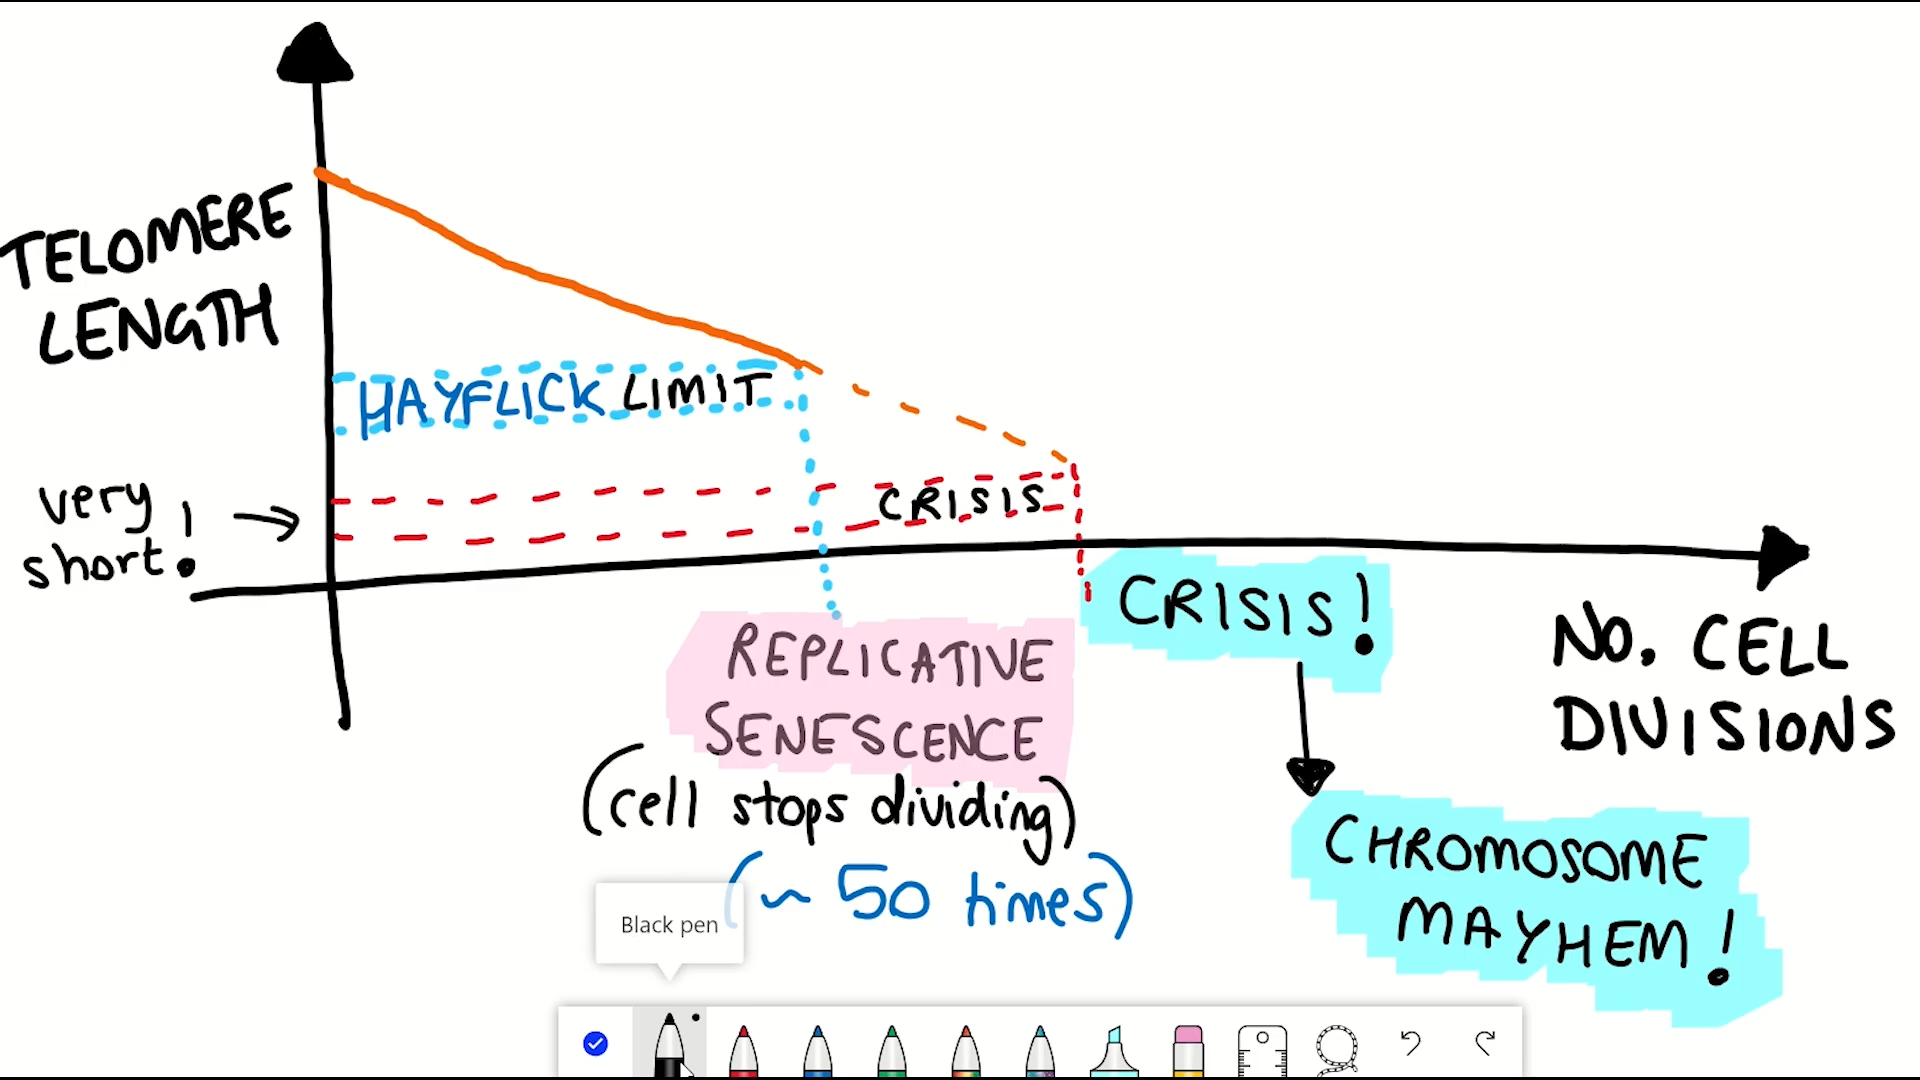 TELOMERE
LENGTH
HAYFLICK LIMIT
very
short!
CRISIS
CRISIS!
REPLICATIVE
SENESCENCE
(cell stops dividing)
(~ 50 times)
No. CELL
DIVISIONS
CHROMOSOME
MAYHEM!
Black pen